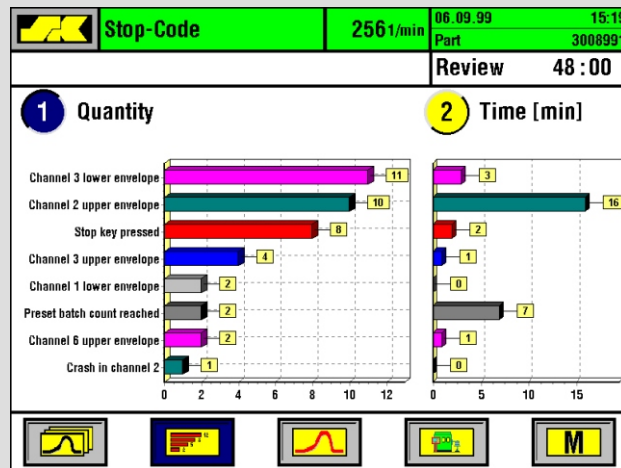 Stop-Code
256 1/min
06.09.99 15:19
Part 3008991
Review 48:00
1 Quantity
2 Time [min]
Channel 3 lower envelope 11 3
Channel 2 upper envelope 10 16
Stop key pressed 8 2
Channel 3 upper envelope 4 1
Channel 1 lower envelope 2 0
Preset batch count reached 2 7
Channel 6 upper envelope 2 1
Crash in channel 2 1 0
0 2 4 6 8 10 12
0 5 10 15
M